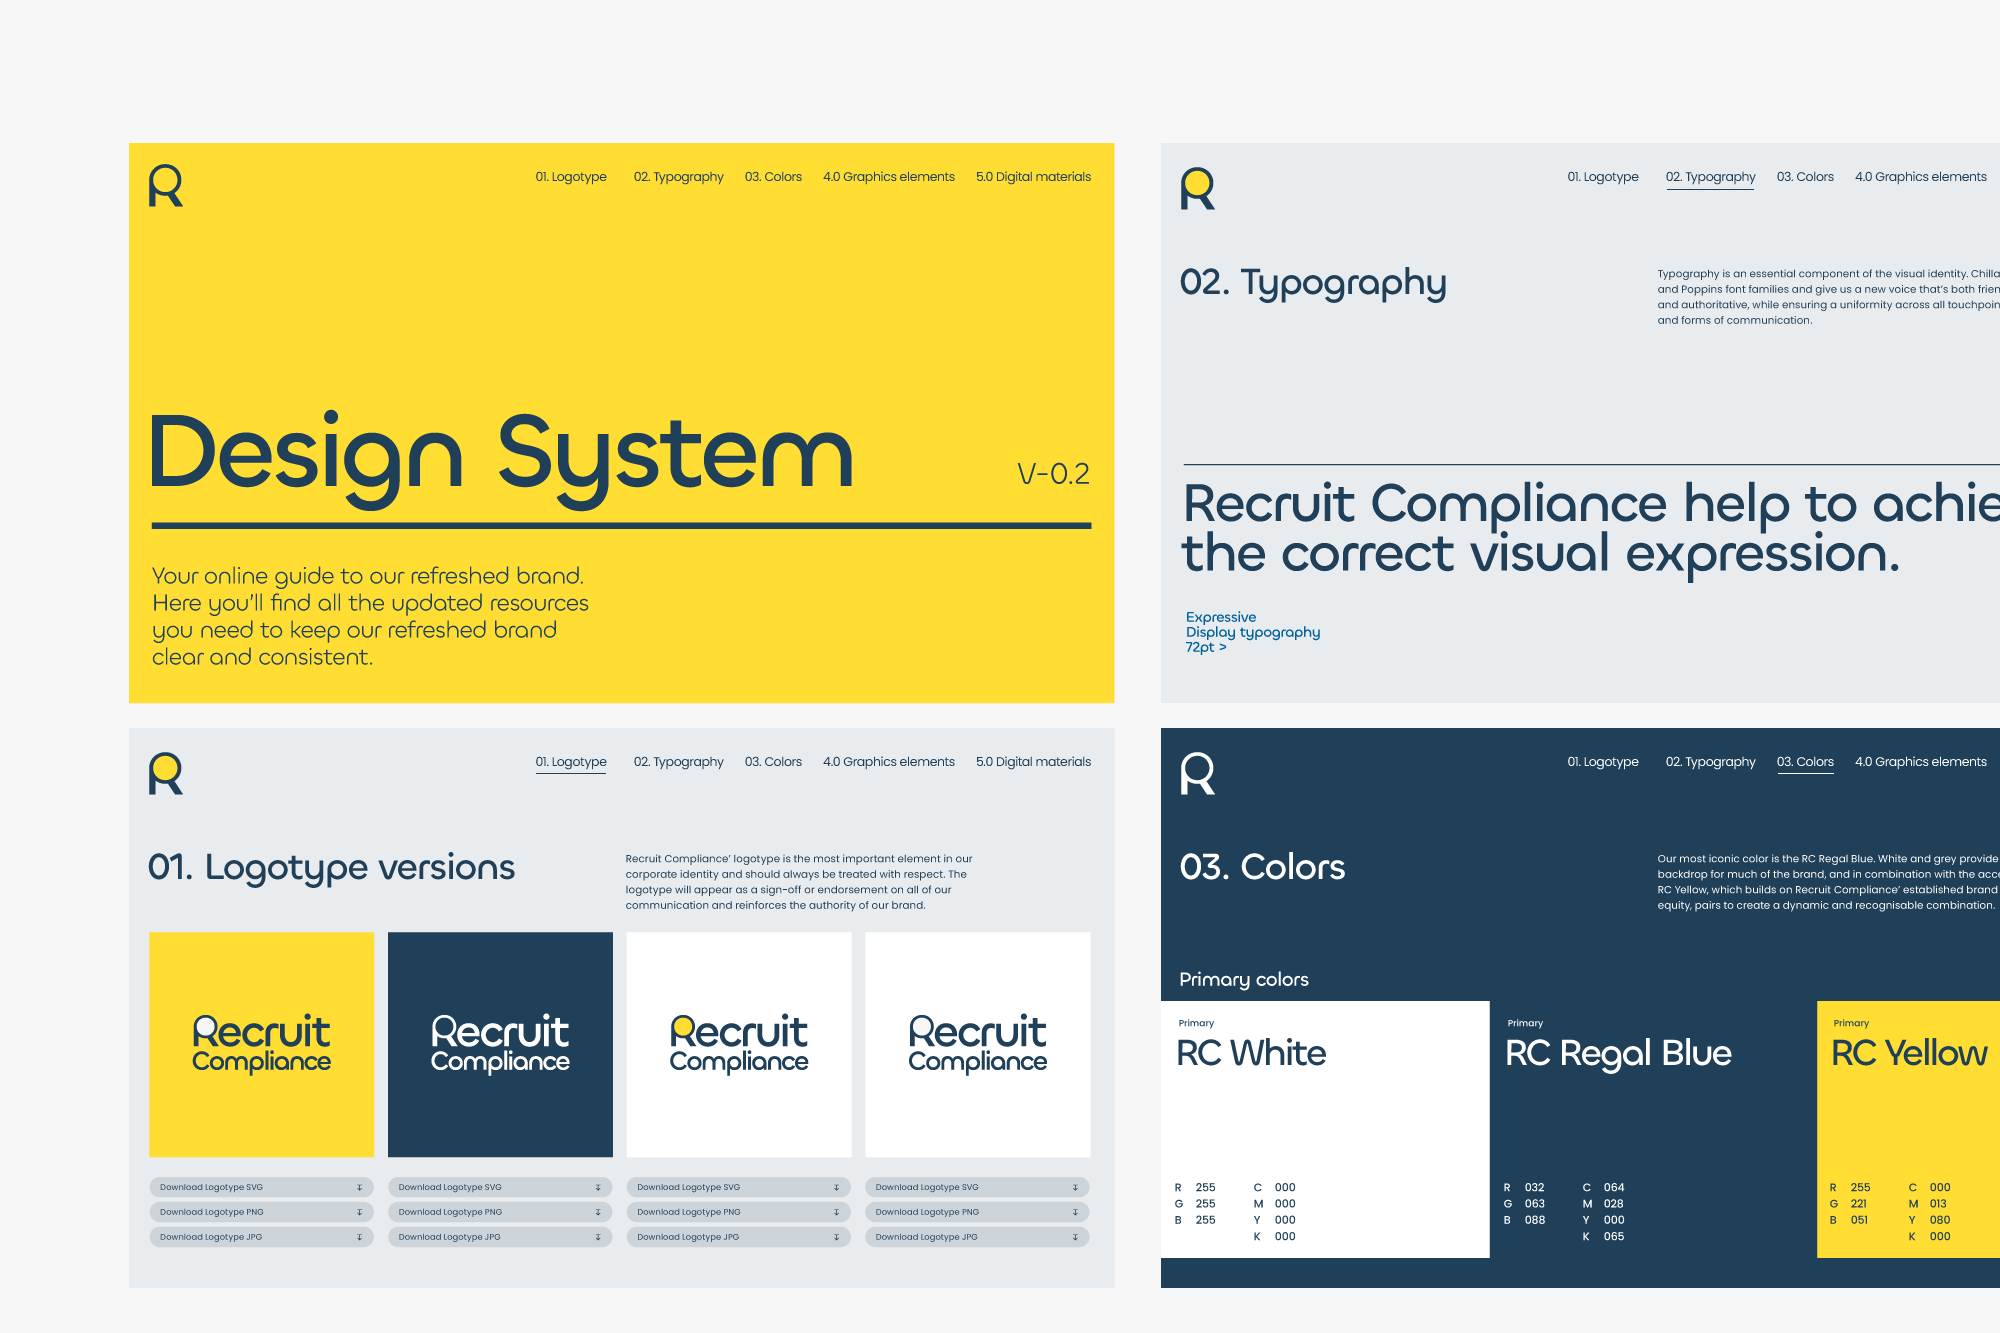 R
01. Logotype 02. Typography 03. Colors 4.0 Graphics elements 5.0 Digital materials
Design System
V-0.2
Your online guide to our refreshed brand.
Here you'll find all the updated resources
you need to keep our refreshed brand
clear and consistent.
R
01. Logotype 02. Typography 03. Colors 4.0 Graphics elements
02. Typography
Typography is an essential component of the visual identity. Chilla
and Poppins font families and give us a new voice that's both frien
and authoritative, while ensuring a uniformity across all touchpoin
and forms of communication.
Recruit Compliance help to achie
the correct visual expression.
Expressive
Display typography
72pt >
R
01. Logotype 02. Typography 03. Colors 4.0 Graphics elements 5.0 Digital materials
01. Logotype versions
Recruit Compliance' logotype is the most important element in our
corporate identity and should always be treated with respect. The
logotype will appear as a sign-off or endorsement on all of our
communication and reinforces the authority of our brand.
Recruit
Compliance
Recruit
Compliance
Recruit
Compliance
Recruit
Compliance
Download Logotype SVG Download Logotype SVG Download Logotype SVG Download Logotype SVG
Download Logotype PNG Download Logotype PNG Download Logotype PNG Download Logotype PNG
Download Logotype JPG Download Logotype JPG Download Logotype JPG Download Logotype JPG
R
01. Logotype 02. Typography 03. Colors 4.0 Graphics elements
03. Colors
Our most iconic color is the RC Regal Blue. White and grey provide
backdrop for much of the brand, and in combination with the acce
RC Yellow, which builds on Recruit Compliance' established brand
equity, pairs to create a dynamic and recognisable combination.
Primary colors
Primary
RC White
R 255 C 000
G 255 M 000
B 255 Y 000
K 000
Primary
RC Regal Blue
R 032 C 064
G 063 M 028
B 088 Y 000
K 065
Primary
RC Yellow
R 255 C 000
G 221 M 013
B 051 Y 080
K 000